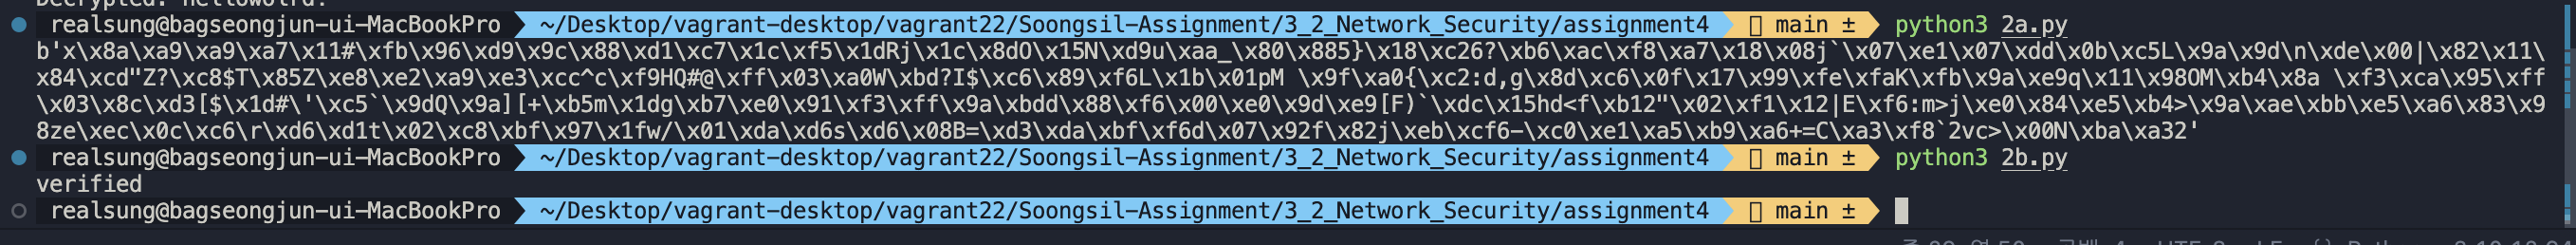 Decrypted: helloworld!
realsung@bagseongjun-ui-MacBookPro ~/Desktop/vagrant-desktop/vagrant22/Soongsil-Assignment/3_2_Network_Security/assignment4 main ± python3 2a.py
b'x\x8a\xa9\xa9\xa7\x11#\xfb\x96\xd9\x9c\x88\xd1\xc7\x1c\xf5\x1dRj\x1c\x8dO\x15N\xd9u\xaa_\x80\x885}\x18\xc26?\xb6\xac\xf8\xa7\x18\x08j`\x07\xe1\x07\xdd\x0b\xc5L\x9a\x9d\n\xde\x00|\x82\x11\
x84\xcd"Z?\xc8$T\x85Z\xe8\xe2\xa9\xe3\xcc^c\xf9HQ#@\xff\x03\xa0W\xbd?I$\xc6\x89\xf6L\x1b\x01pM \x9f\xa0{\xc2:d,g\x8d\xc6\x0f\x17\x99\xfe\xfaK\xfb\x9a\xe9q\x11\x98OM\xb4\x8a \xf3\xca\x95\xff
\x03\x8c\xd3[$\x1d#\'\xc5`\x9dQ\x9a][+\xb5m\x1dg\xb7\xe0\x91\xf3\xff\x9a\xbdd\x88\xf6\x00\xe0\x9d\xe9[F)`\xdc\x15hd<f\xb12"\x02\xf1\x12|E\xf6:m>j\xe0\x84\xe5\xb4>\x9a\xae\xbb\xe5\xa6\x83\x9
8ze\xec\x0c\xc6\r\xd6\xd1t\x02\xc8\xbf\x97\x1fw/\x01\xda\xd6s\xd6\x08B=\xd3\xda\xbf\xf6d\x07\x92f\x82j\xeb\xcf6-\xc0\xe1\xa5\xb9\xa6+=C\xa3\xf8`2vc>\x00N\xba\xa32'
realsung@bagseongjun-ui-MacBookPro ~/Desktop/vagrant-desktop/vagrant22/Soongsil-Assignment/3_2_Network_Security/assignment4 main ± python3 2b.py
verified
realsung@bagseongjun-ui-MacBookPro ~/Desktop/vagrant-desktop/vagrant22/Soongsil-Assignment/3_2_Network_Security/assignment4 main ±